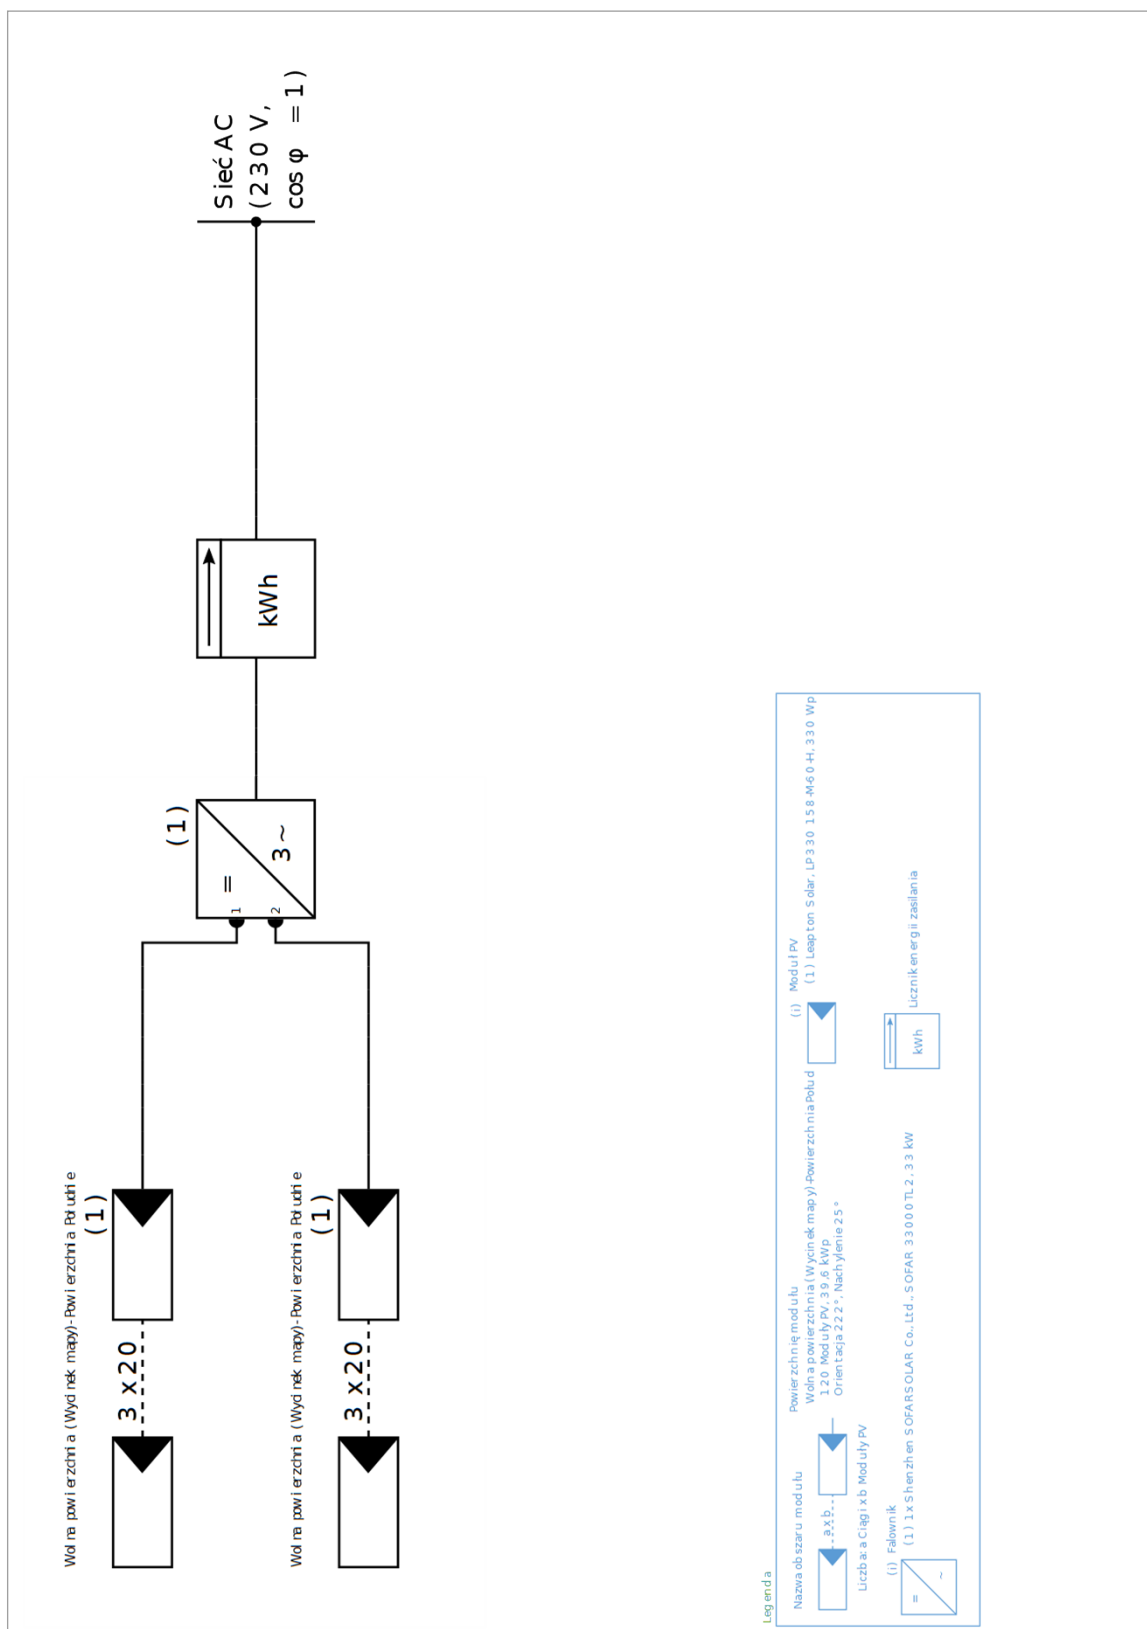 Sieć AC
(230 V,
cos φ = 1)
kWh
(1)
=
3 ~
1
2
Wolna powierzchnia (Wycinek mapy)-Powierzchnia Południe
(1)
3 x 20
Wolna powierzchnia (Wycinek mapy)-Powierzchnia Południe
(1)
3 x 20
Legenda
Nazwa obszaru modułu
a x b
Liczba: a Ciągi x b Moduły PV
Powierzchnię modułu
Wolna powierzchnia (Wycinek mapy)-Powierzchnia Połud
120 Moduły PV, 39,6 kWp
Orientacja 222°, Nachylenie 25°
(i) Moduł PV
(1) Leapton Solar, LP330 158-M-60-H, 330 Wp
(i) Falownik
(1) 1x Shenzhen SOFARSOLAR Co., Ltd., SOFAR 33000TL2, 33 kW
=
~
kWh
Licznik energii zasilania